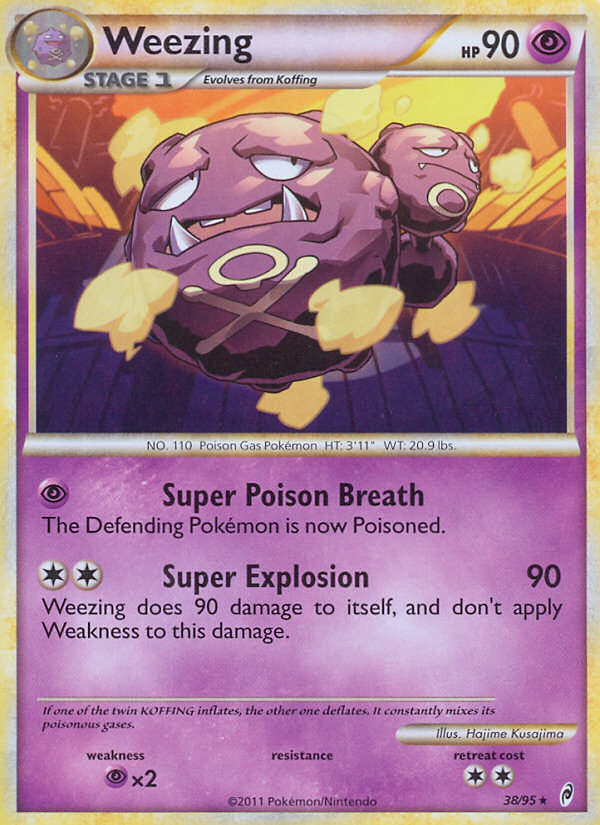 Weezing
HP 90
STAGE 1
Evolves from Koffing
NO. 110 Poison Gas Pokémon HT: 3'11" WT: 20.9 lbs.
Super Poison Breath
The Defending Pokémon is now Poisoned.
Super Explosion 90
Weezing does 90 damage to itself, and don't apply
Weakness to this damage.
If one of the twin KOFFING inflates, the other one deflates. It constantly mixes its
poisonous gases.
Illus. Hajime Kusajima
weakness resistance retreat cost
×2
©2011 Pokémon/Nintendo
38/95 ★